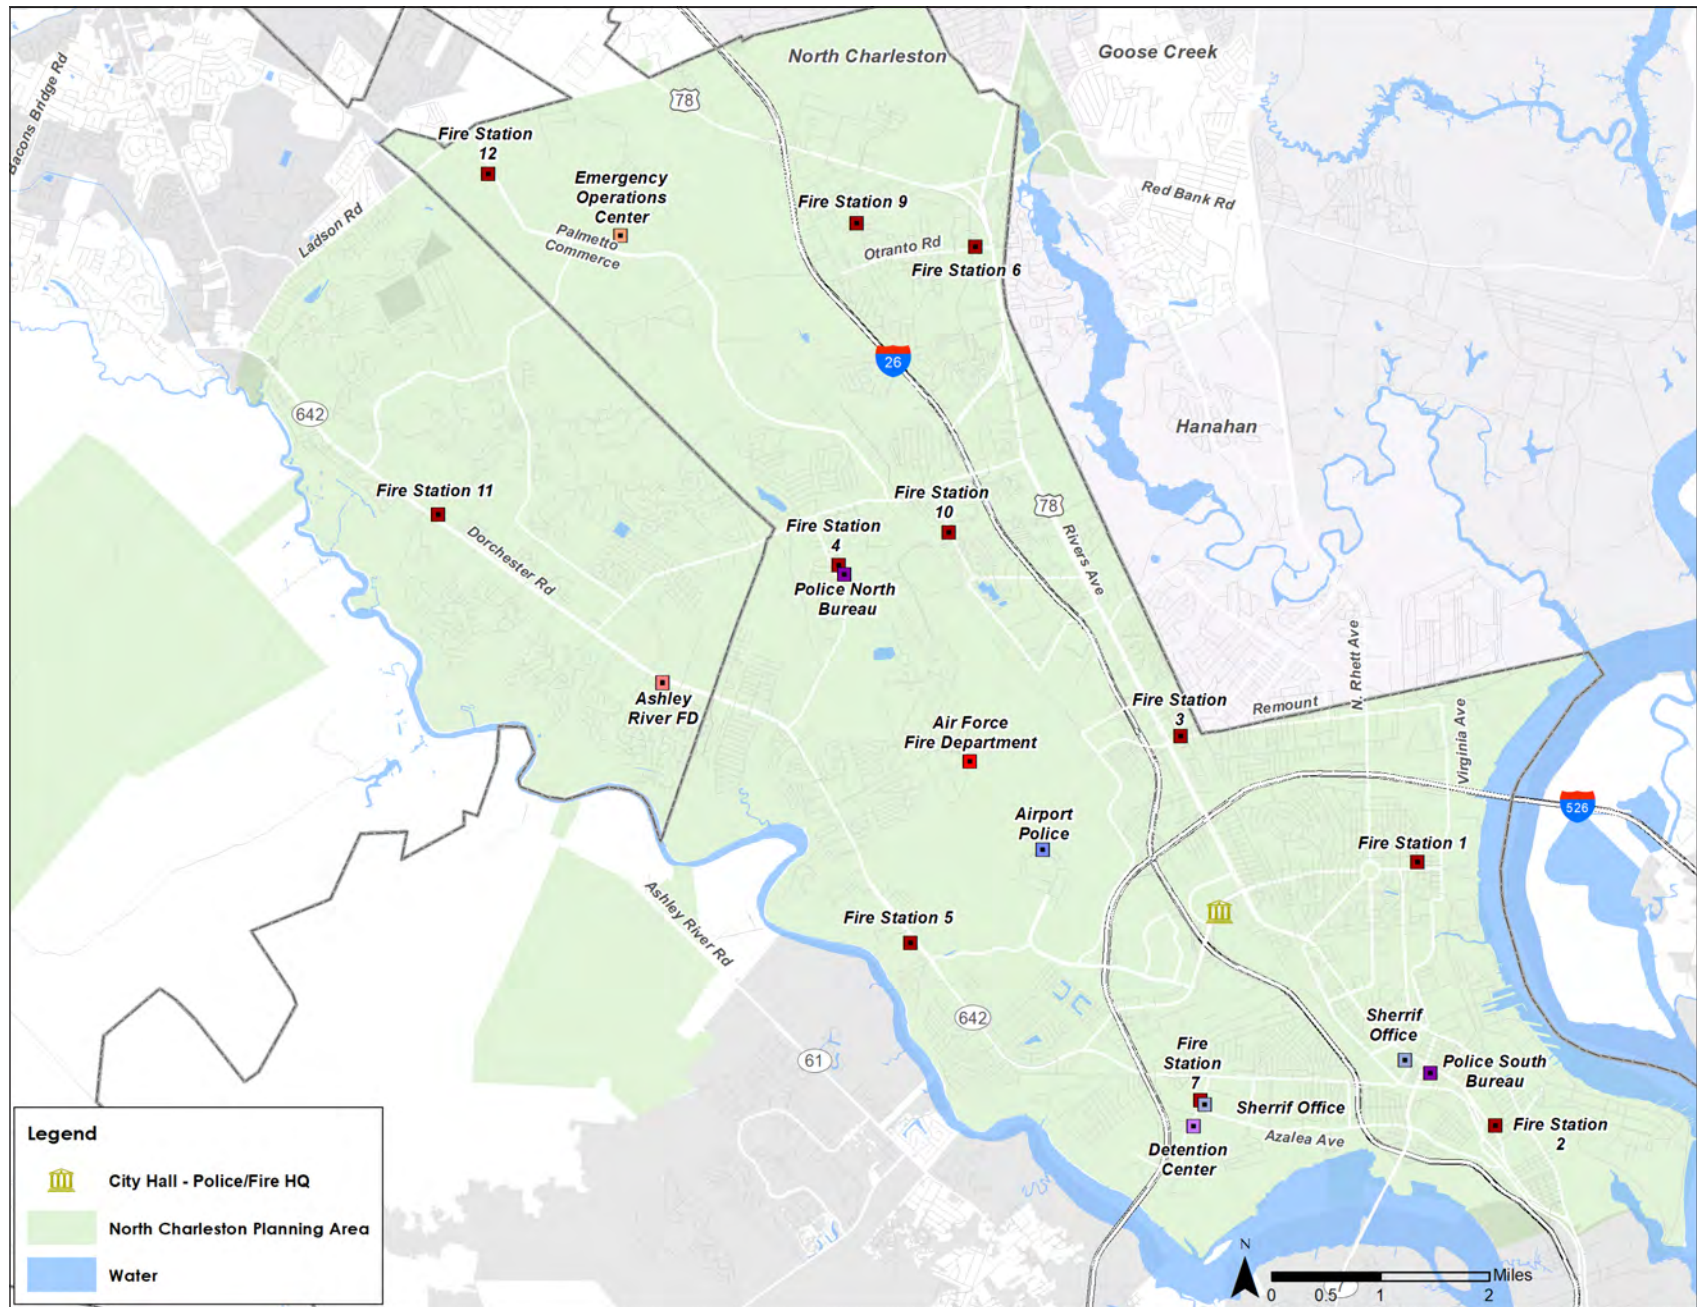 North Charleston
Goose Creek
Bacons Bridge Rd
78
Fire Station
12
Emergency
Operations
Center
Fire Station 9
Red Bank Rd
Ladson Rd
Palmetto
Commerce
Otranto Rd
Fire Station 6
26
642
Hanahan
Fire Station 11
Fire Station
10
78
Fire Station
4
Rivers Ave
Dorchester Rd
Police North
Bureau
N. Rhett Ave
Ashley
River FD
Fire Station
3
Remount
Virginia Ave
Air Force
Fire Department
526
Airport
Police
Fire Station 1
Ashley River Rd
Fire Station 5
642
Sherrif
Office
61
Fire
Station
7
Police South
Bureau
Sherrif Office
Azalea Ave
Fire Station
2
Detention
Center
Legend
City Hall - Police/Fire HQ
North Charleston Planning Area
Water
N
Miles
0 0.5 1 2